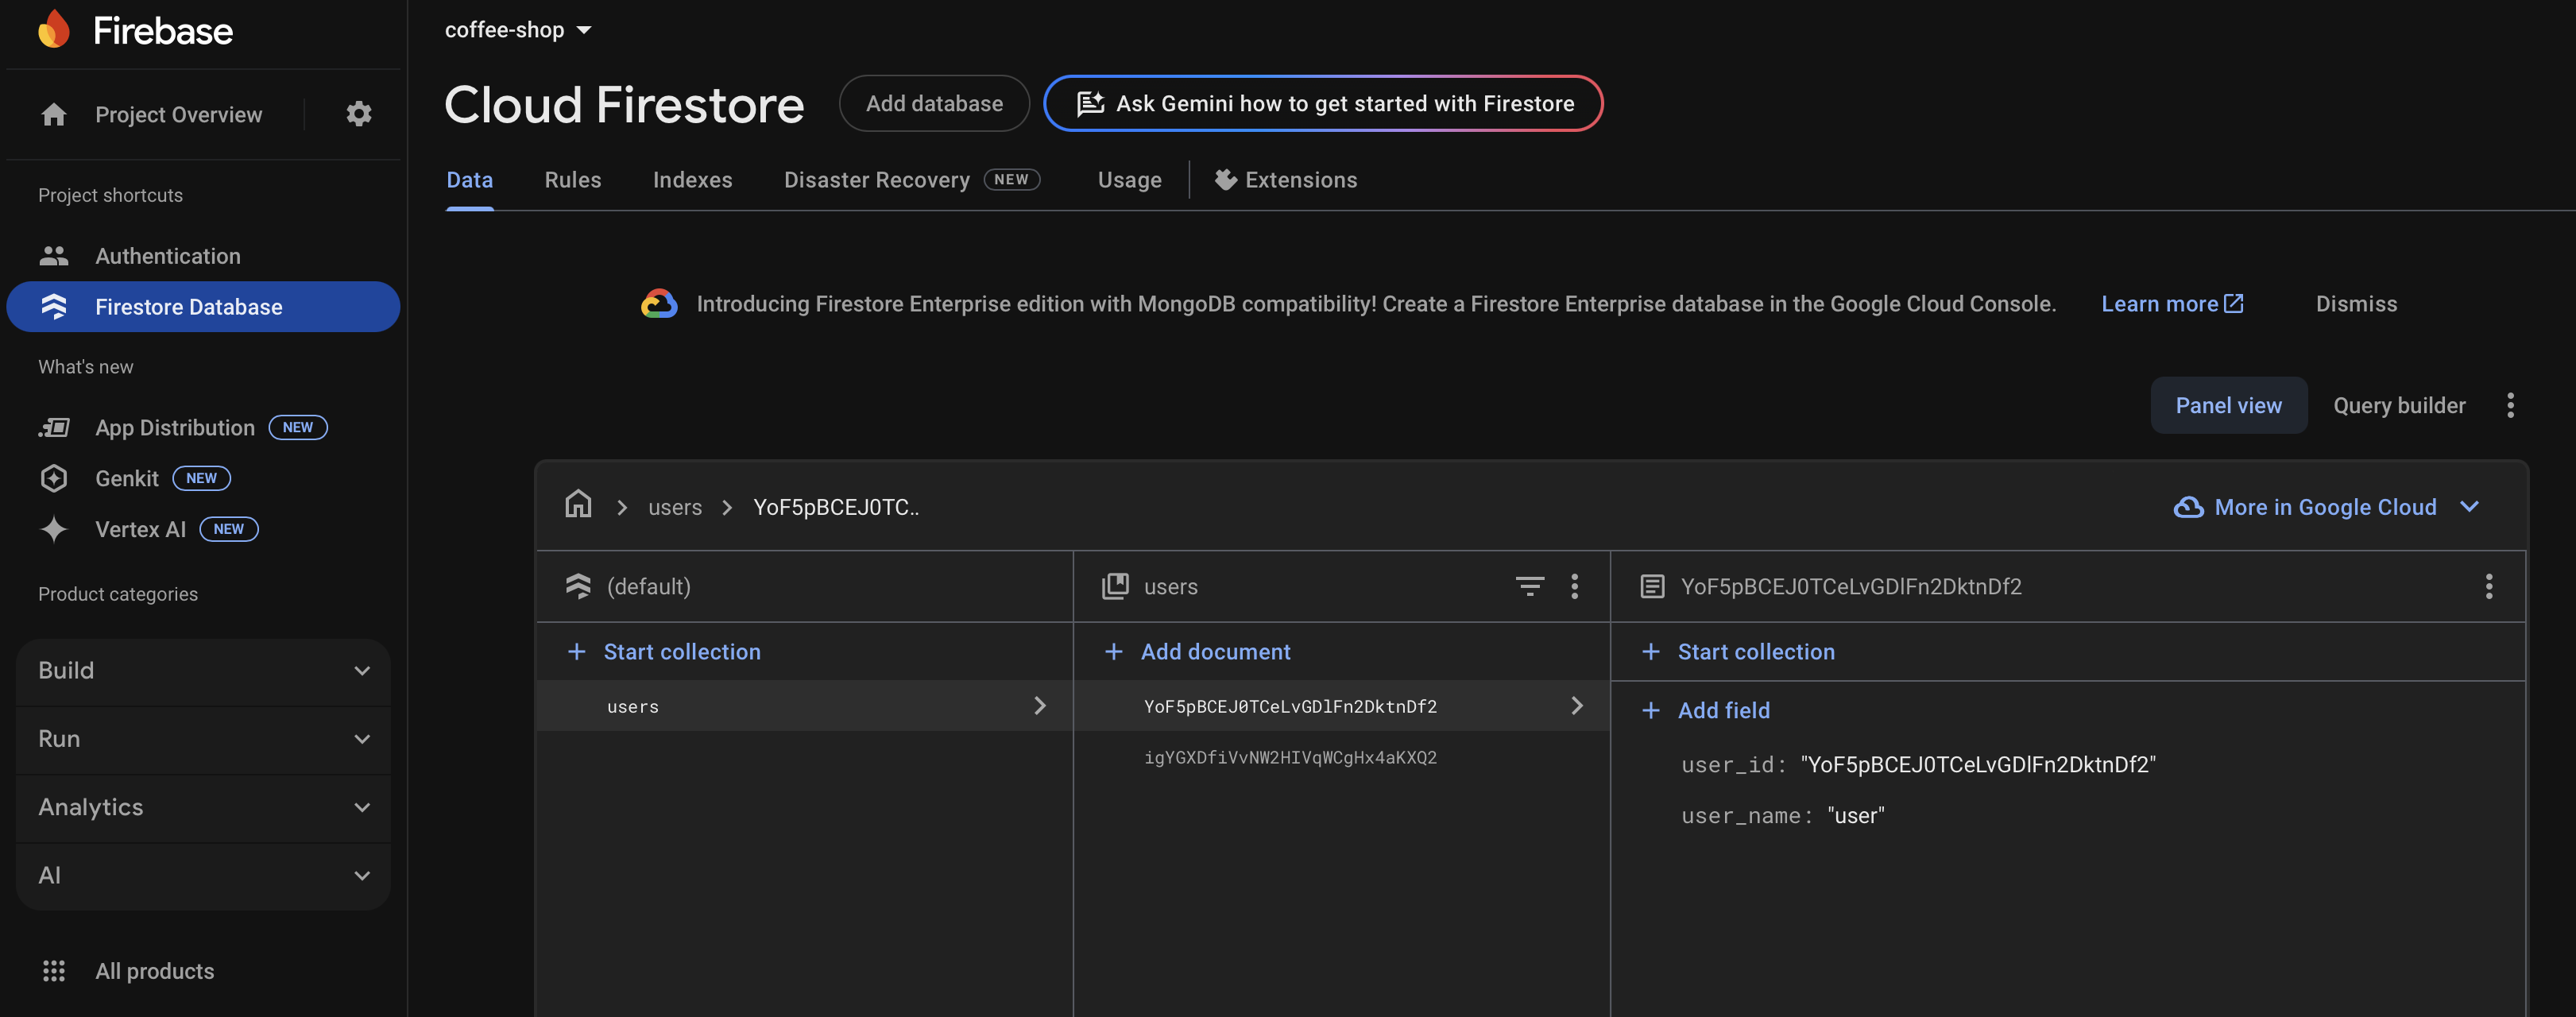 Firebase
Project Overview
Project shortcuts
Authentication
Firestore Database
What's new
App Distribution NEW
Genkit NEW
Vertex AI NEW
Product categories
Build
Run
Analytics
AI
All products
coffee-shop
Cloud Firestore
Add database
Ask Gemini how to get started with Firestore
Data Rules Indexes Disaster Recovery NEW Usage Extensions
Introducing Firestore Enterprise edition with MongoDB compatibility! Create a Firestore Enterprise database in the Google Cloud Console. Learn more Dismiss
Panel view Query builder
users YoF5pBCEJ0TC..
More in Google Cloud
(default)
Start collection
users
users
Add document
YoF5pBCEJ0TCeLvGDlFn2DktnDf2
igYGXDfiVvNW2HIVqWCgHx4aKXQ2
YoF5pBCEJ0TCeLvGDlFn2DktnDf2
Start collection
Add field
user_id: "YoF5pBCEJ0TCeLvGDlFn2DktnDf2"
user_name: "user"